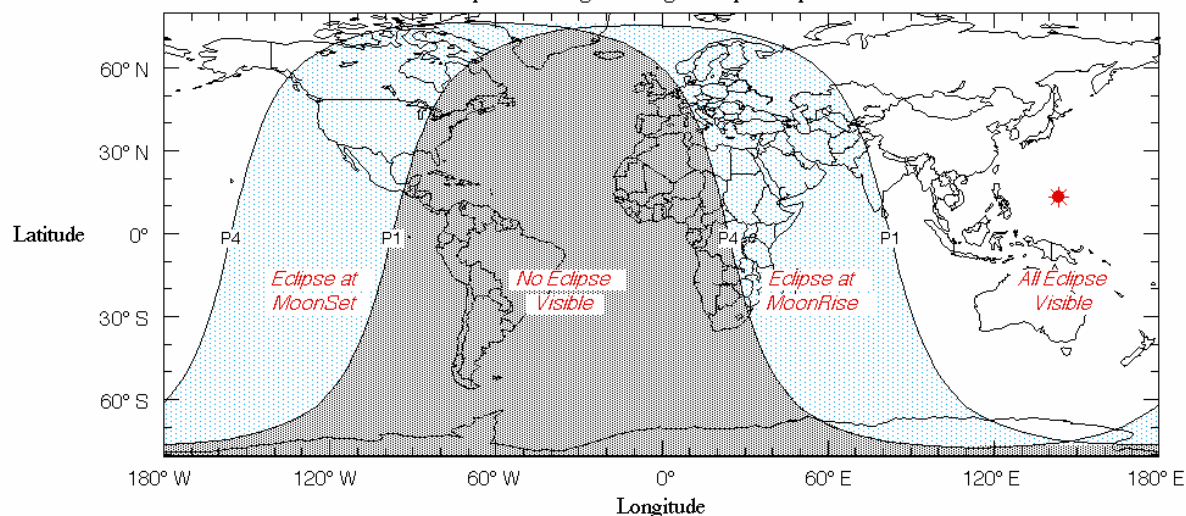 60° N
30° N
Latitude
0°
P4
P1
P4
P1
Eclipse at
MoonSet
No Eclipse
Visible
Eclipse at
MoonRise
All Eclipse
Visible
30° S
60° S
180° W
120° W
60° W
0°
60° E
120° E
180° E
Longitude